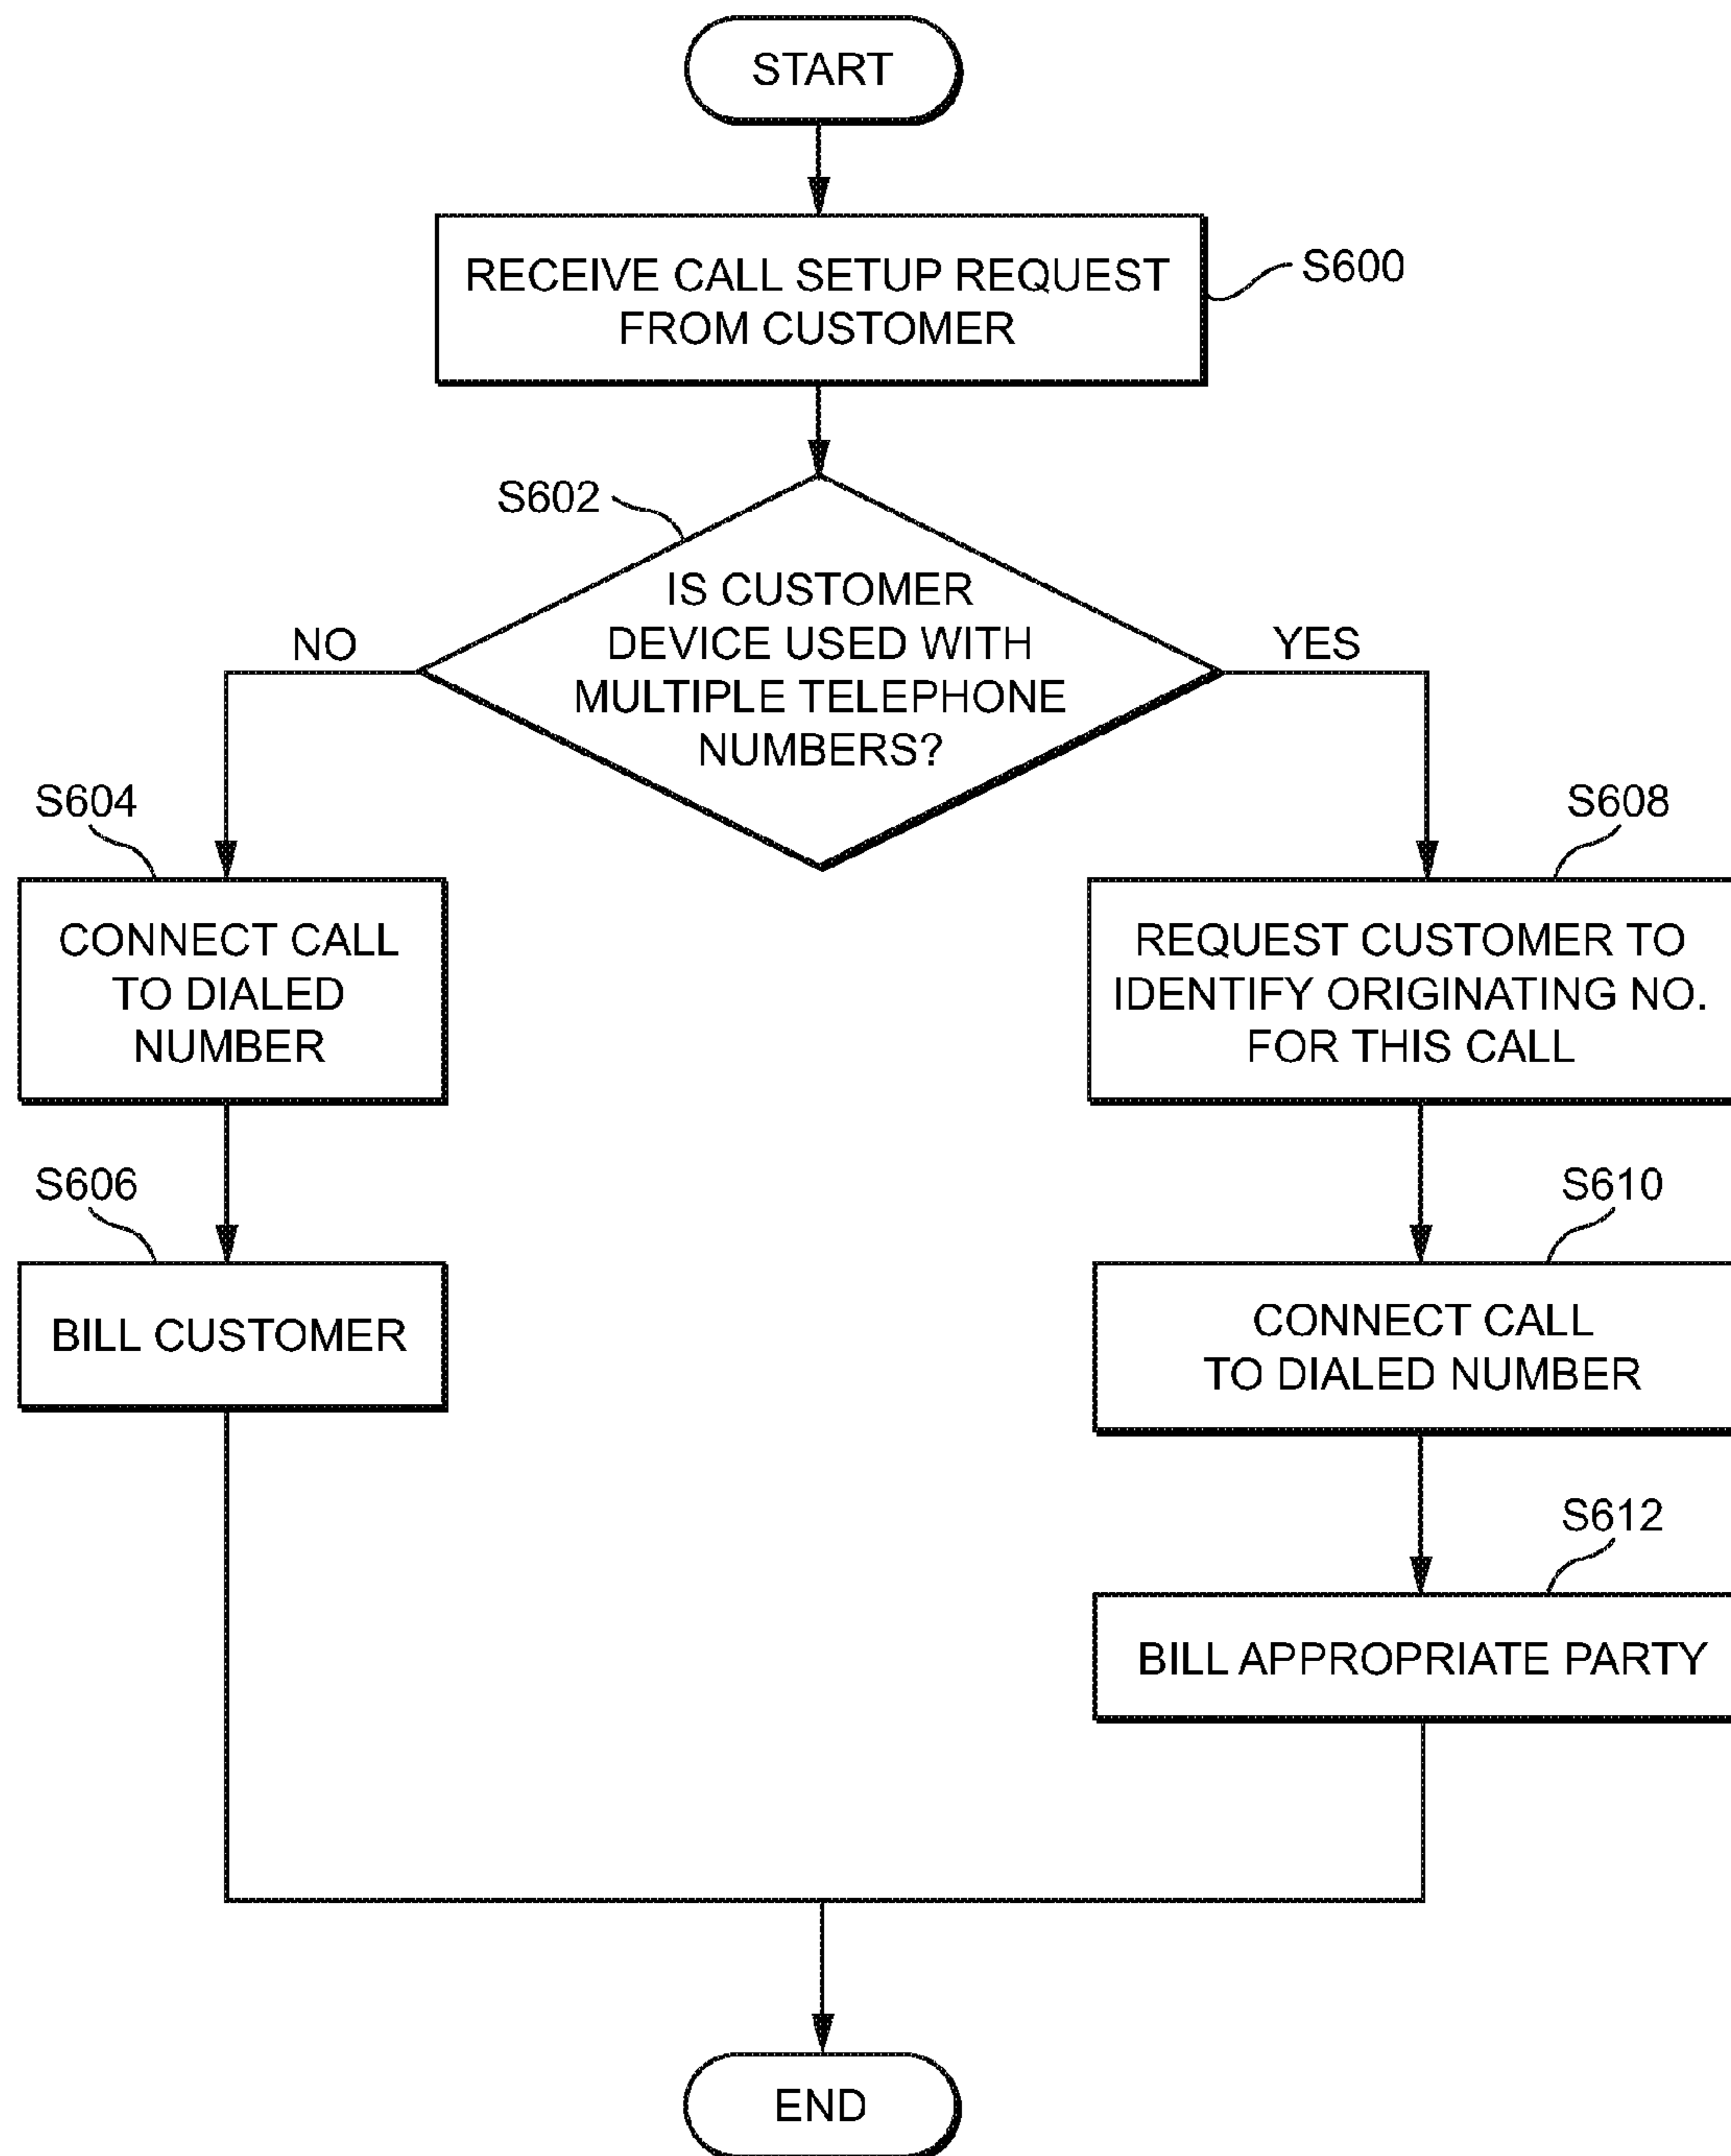 START
RECEIVE CALL SETUP REQUEST
FROM CUSTOMER
S600
S602
IS CUSTOMER
DEVICE USED WITH
MULTIPLE TELEPHONE
NUMBERS?
NO
YES
S604
CONNECT CALL
TO DIALED
NUMBER
S606
BILL CUSTOMER
S608
REQUEST CUSTOMER TO
IDENTIFY ORIGINATING NO.
FOR THIS CALL
S610
CONNECT CALL
TO DIALED NUMBER
S612
BILL APPROPRIATE PARTY
END